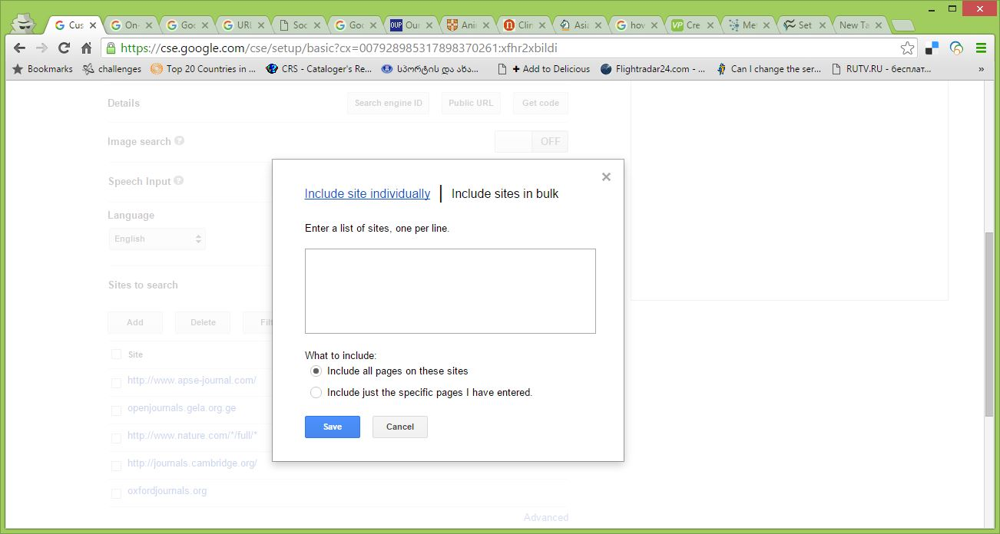 Cus
On-
Goo
URL
Soc
Goo
OUP Our
Ani
n Clin
Asia
hov
VP Cre
Me
Set
New Ta
https://cse.google.com/cse/setup/basic?cx=007928985317898370261:xfhr2xbildi
Bookmarks
challenges
Top 20 Countries in ...
CRS - Cataloger's Re...
სპორტის და ახა...
+ Add to Delicious
Flightradar24.com - ...
Can I change the ser...
RUTV.RU - бесплат...
»
Details
Search engine ID
Public URL
Get code
Image search ?
OFF
Speech Input ?
Language
English
Sites to search
Add
Delete
Filt
Site
http://www.apse-journal.com/
openjournals.gela.org.ge
http://www.nature.com/*/full/*
http://journals.cambridge.org/
oxfordjournals.org
Advanced
Include site individually | Include sites in bulk
Enter a list of sites, one per line.
What to include:
Include all pages on these sites
Include just the specific pages I have entered.
Save
Cancel